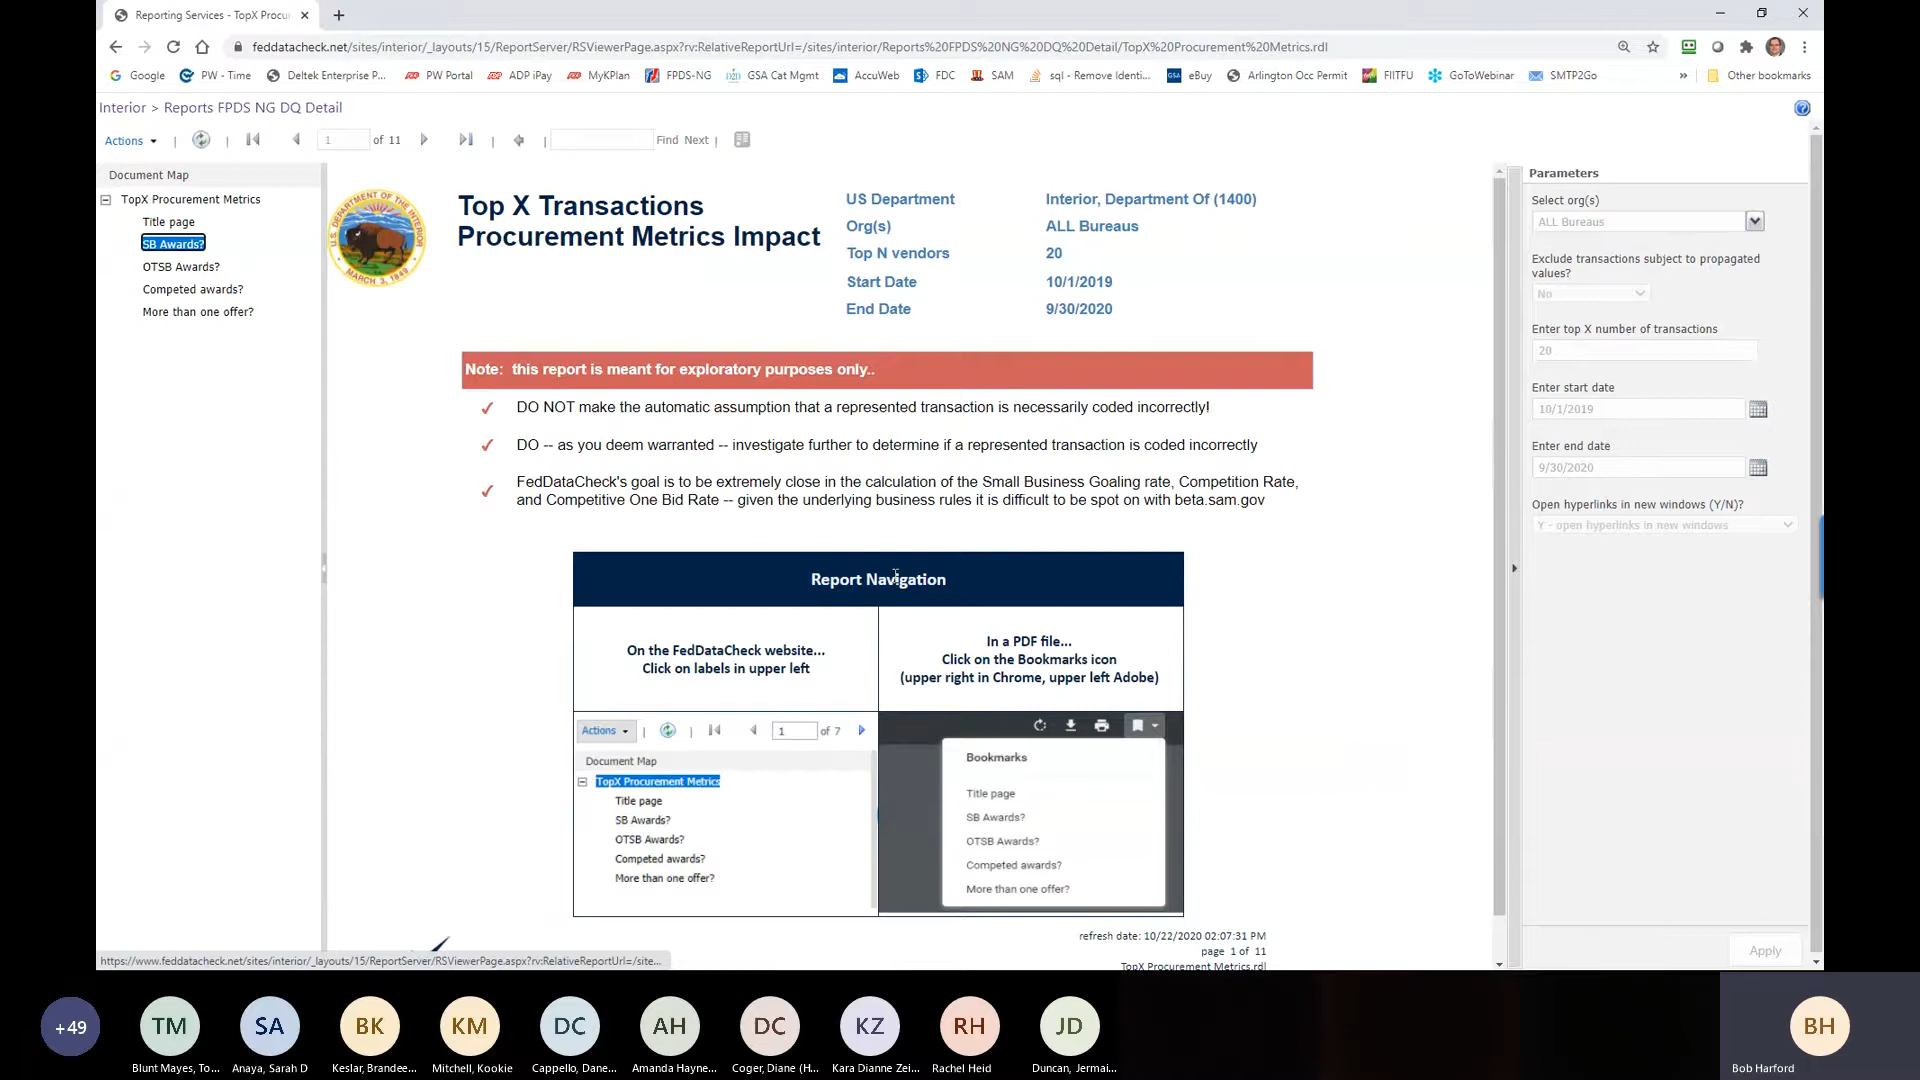 Reporting Services - TopX Procur
feddatacheck.net/sites/interior/_layouts/15/ReportServer/RSViewerPage.aspx?rv:RelativeReportUrl=/sites/interior/Reports%20FPDS%20NG%20DQ%20Detail/TopX%20Procurement%20Metrics.rdl
Google PW - Time Deltek Enterprise P... PW Portal ADP iPay MyKPlan FPDS-NG GSA Cat Mgmt AccuWeb FDC SAM sql - Remove Identi... eBuy Arlington Occ Permit FIITFU GoToWebinar SMTP2Go » Other bookmarks
Interior > Reports FPDS NG DQ Detail
Actions | 1 of 11 | | Find Next |
Document Map
TopX Procurement Metrics
Title page
SB Awards?
OTSB Awards?
Competed awards?
More than one offer?
U.S. DEPARTMENT OF THE INTERIOR
MARCH 3, 1849
Top X Transactions
Procurement Metrics Impact
US Department Interior, Department Of (1400)
Org(s) ALL Bureaus
Top N vendors 20
Start Date 10/1/2019
End Date 9/30/2020
Note: this report is meant for exploratory purposes only..
✓ DO NOT make the automatic assumption that a represented transaction is necessarily coded incorrectly!
✓ DO -- as you deem warranted -- investigate further to determine if a represented transaction is coded incorrectly
✓ FedDataCheck's goal is to be extremely close in the calculation of the Small Business Goaling rate, Competition Rate,
and Competitive One Bid Rate -- given the underlying business rules it is difficult to be spot on with beta.sam.gov
Report Navigation
On the FedDataCheck website...
Click on labels in upper left
In a PDF file...
Click on the Bookmarks icon
(upper right in Chrome, upper left Adobe)
Actions | | 1 of 7
Document Map
TopX Procurement Metrics
Title page
SB Awards?
OTSB Awards?
Competed awards?
More than one offer?
Bookmarks
Title page
SB Awards?
OTSB Awards?
Competed awards?
More than one offer?
refresh date: 10/22/2020 02:07:31 PM
page 1 of 11
TopX Procurement Metrics.rdl
Parameters
Select org(s)
ALL Bureaus
Exclude transactions subject to propagated
values?
No
Enter top X number of transactions
20
Enter start date
10/1/2019
Enter end date
9/30/2020
Open hyperlinks in new windows (Y/N)?
Y - open hyperlinks in new windows
Apply
https://www.feddatacheck.net/sites/interior/_layouts/15/ReportServer/RSViewerPage.aspx?rv:RelativeReportUrl=/site...
+49 TM SA BK KM DC AH DC KZ RH JD BH
Blunt Mayes, To... Anaya, Sarah D Keslar, Brandee... Mitchell, Kookie Cappello, Dane... Amanda Hayne... Coger, Diane (H... Kara Dianne Zei... Rachel Heid Duncan, Jermai... Bob Harford